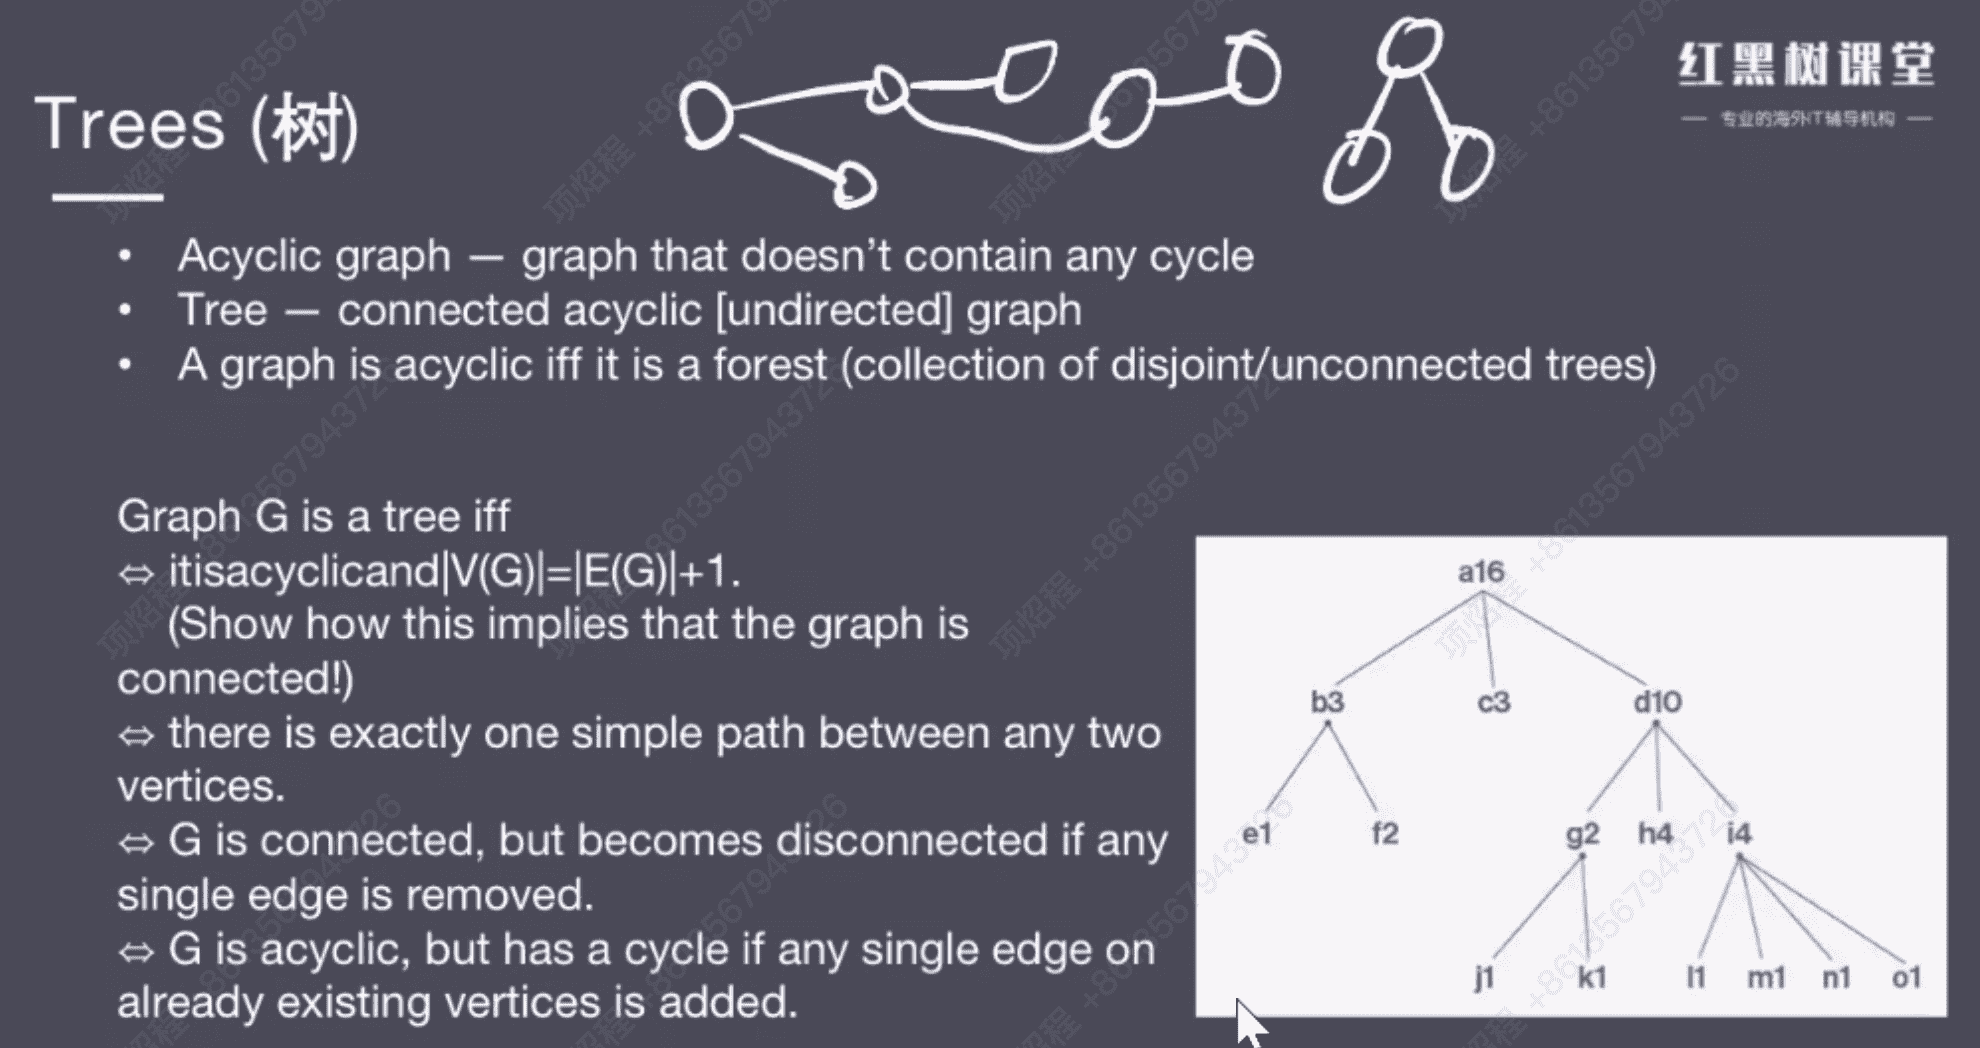 红黑树课堂
专业的海外IT辅导机构
Trees (树)
• Acyclic graph — graph that doesn't contain any cycle
• Tree — connected acyclic [undirected] graph
• A graph is acyclic iff it is a forest (collection of disjoint/unconnected trees)
Graph G is a tree iff
⇔ itisacyclicand|V(G)|=|E(G)|+1.
(Show how this implies that the graph is
connected!)
⇔ there is exactly one simple path between any two
vertices.
⇔ G is connected, but becomes disconnected if any
single edge is removed.
⇔ G is acyclic, but has a cycle if any single edge on
already existing vertices is added.
a16
b3 c3 d10
e1 f2 g2 h4 i4
j1 k1 l1 m1 n1 o1
项熠程 +8613567943726